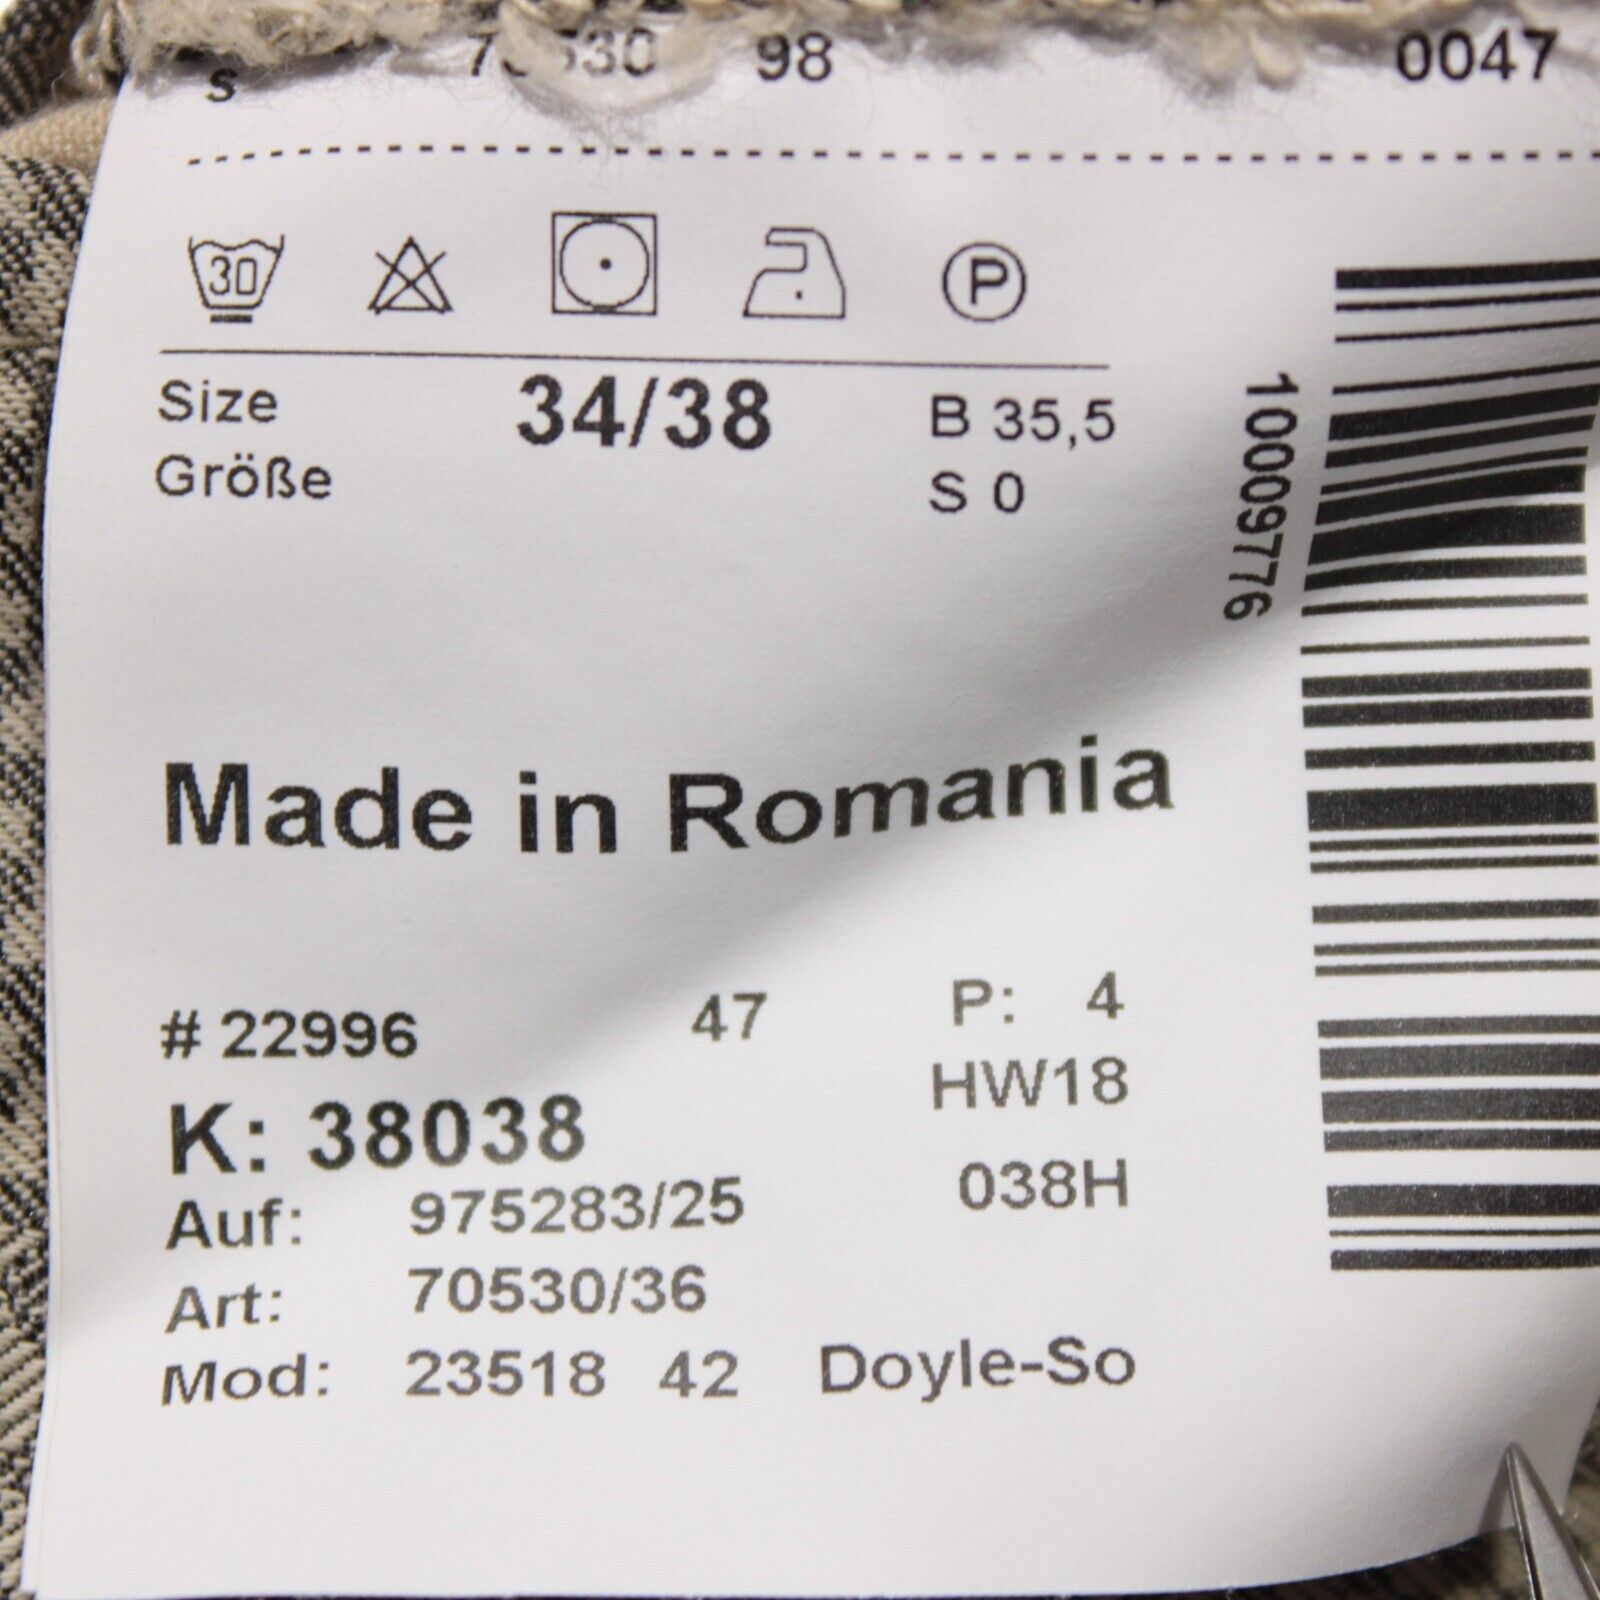 s 98 0047
30 P
Size 34/38 B 35,5
Größe S 0
10009776
Made in Romania
# 22996 47 P: 4
HW18
K: 38038
038H
Auf: 975283/25
Art: 70530/36
Mod: 23518 42 Doyle-So